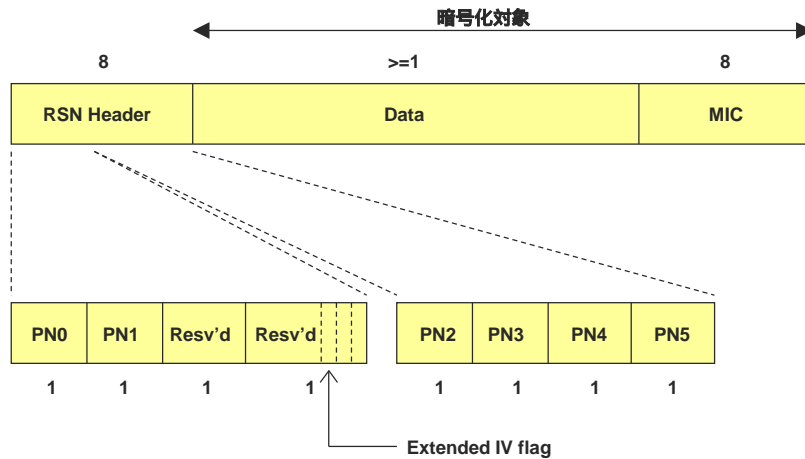 暗号化対象
8 >=1 8
RSN Header Data MIC
PN0 PN1 Resv'd Resv'd PN2 PN3 PN4 PN5
1 1 1 1 1 1 1 1
Extended IV flag